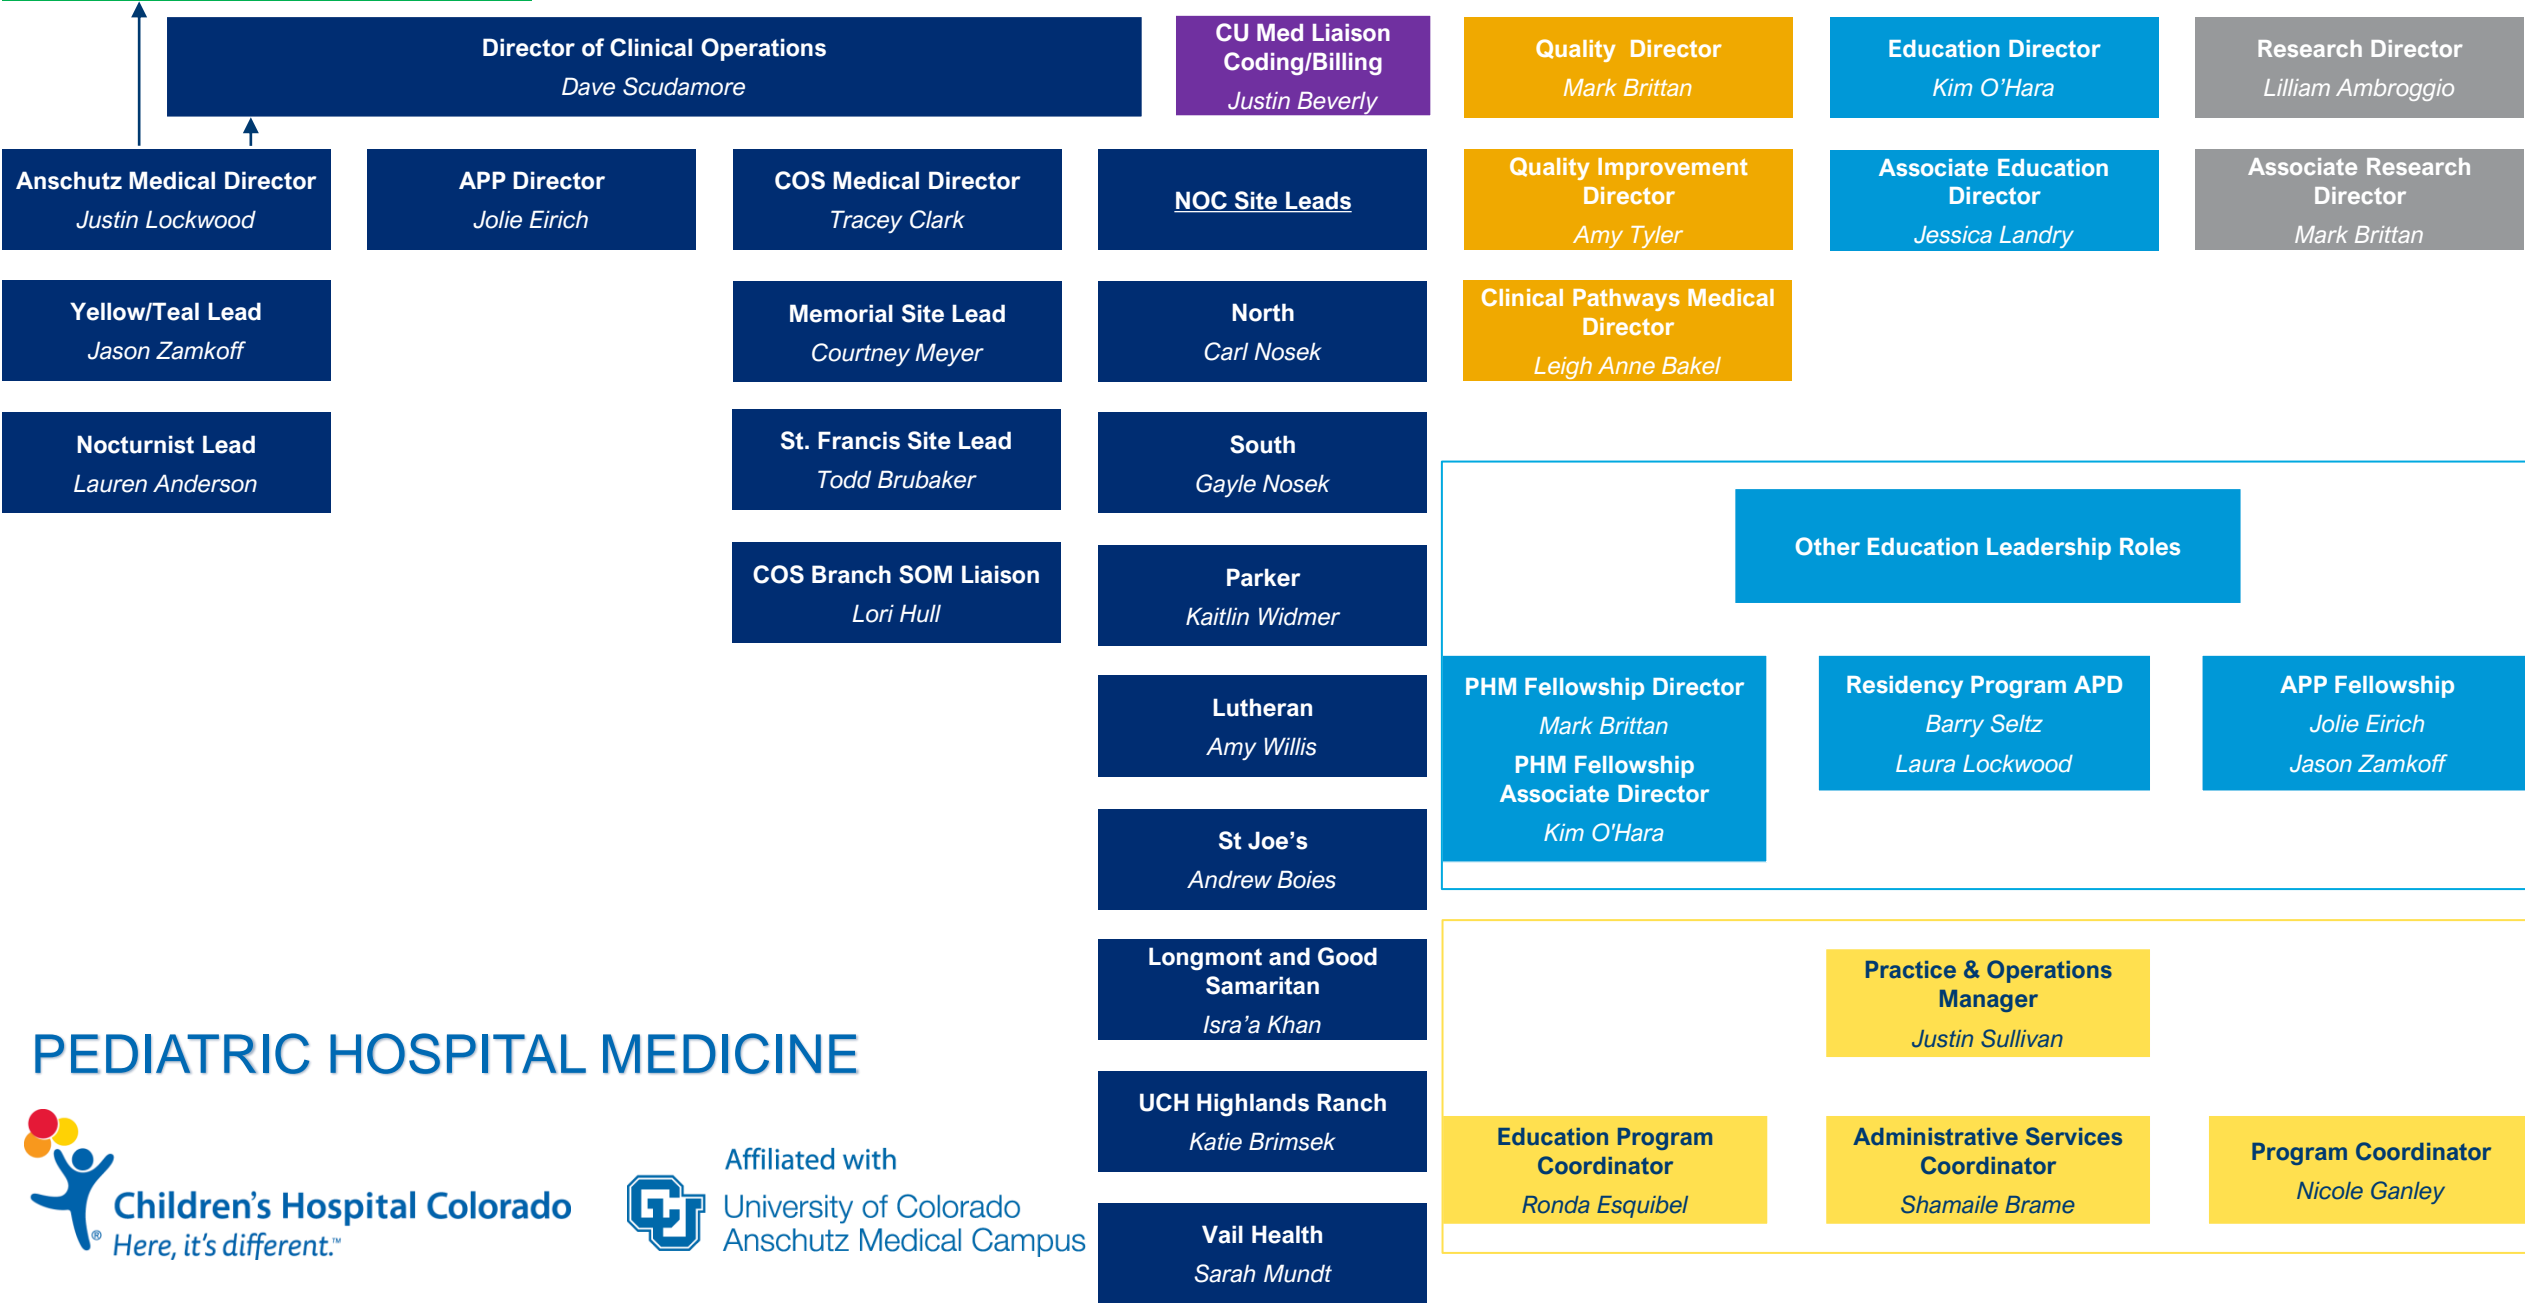 Director of Clinical Operations
Dave Scudamore
CU Med Liaison
Coding/Billing
Justin Beverly
Quality Director
Mark Brittan
Education Director
Kim O’Hara
Research Director
Lilliam Ambroggio
Anschutz Medical Director
Justin Lockwood
APP Director
Jolie Eirich
COS Medical Director
Tracey Clark
NOC Site Leads
Quality Improvement
Director
Amy Tyler
Associate Education
Director
Jessica Landry
Associate Research
Director
Mark Brittan
Yellow/Teal Lead
Jason Zamkoff
Memorial Site Lead
Courtney Meyer
North
Carl Nosek
Clinical Pathways Medical
Director
Leigh Anne Bakel
Nocturnist Lead
Lauren Anderson
St. Francis Site Lead
Todd Brubaker
South
Gayle Nosek
COS Branch SOM Liaison
Lori Hull
Parker
Kaitlin Widmer
Lutheran
Amy Willis
St Joe’s
Andrew Boies
Longmont and Good
Samaritan
Isra’a Khan
UCH Highlands Ranch
Katie Brimsek
Vail Health
Sarah Mundt
Other Education Leadership Roles
PHM Fellowship Director
Mark Brittan
PHM Fellowship
Associate Director
Kim O'Hara
Residency Program APD
Barry Seltz
Laura Lockwood
APP Fellowship
Jolie Eirich
Jason Zamkoff
Practice & Operations
Manager
Justin Sullivan
Education Program
Coordinator
Ronda Esquibel
Administrative Services
Coordinator
Shamaile Brame
Program Coordinator
Nicole Ganley
PEDIATRIC HOSPITAL MEDICINE
Children's Hospital Colorado
® Here, it's different.™
Affiliated with
CU
University of Colorado
Anschutz Medical Campus